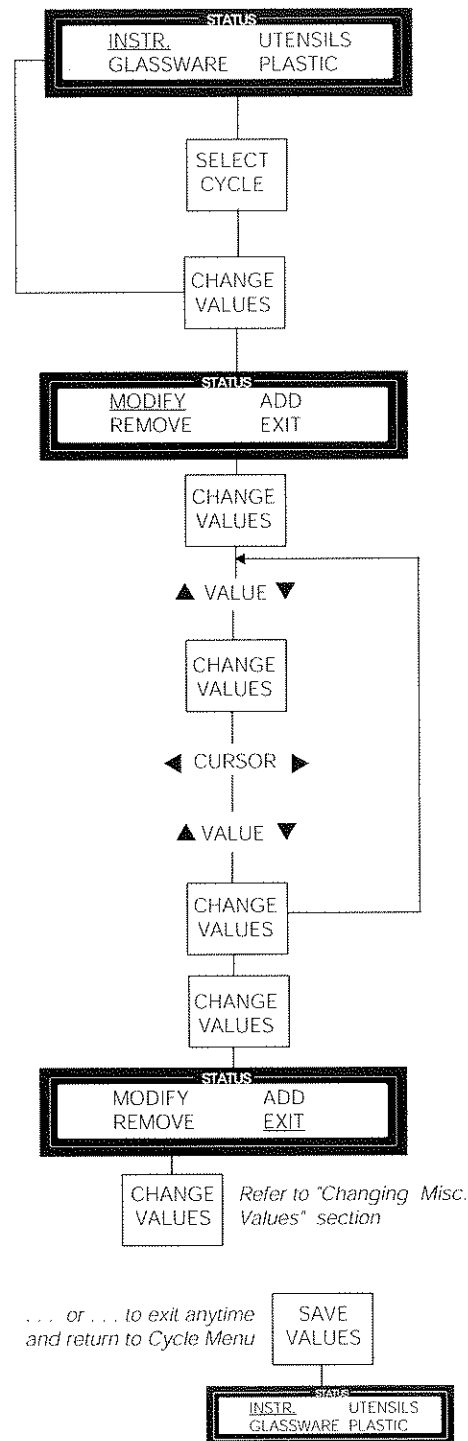 STATUS
INSTR. UTENSILS
GLASSWARE PLASTIC
SELECT
CYCLE
CHANGE
VALUES
STATUS
MODIFY ADD
REMOVE EXIT
CHANGE
VALUES
▲ VALUE ▼
CHANGE
VALUES
◀ CURSOR ▶
▲ VALUE ▼
CHANGE
VALUES
CHANGE
VALUES
STATUS
MODIFY ADD
REMOVE EXIT
CHANGE
VALUES
Refer to "Changing Misc.
Values" section
. . . or . . . to exit anytime
and return to Cycle Menu
SAVE
VALUES
STATUS
INSTR. UTENSILS
GLASSWARE PLASTIC